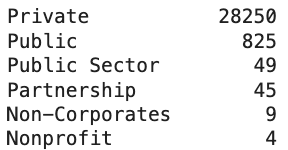 Private 28250
Public 825
Public Sector 49
Partnership 45
Non-Corporates 9
Nonprofit 4